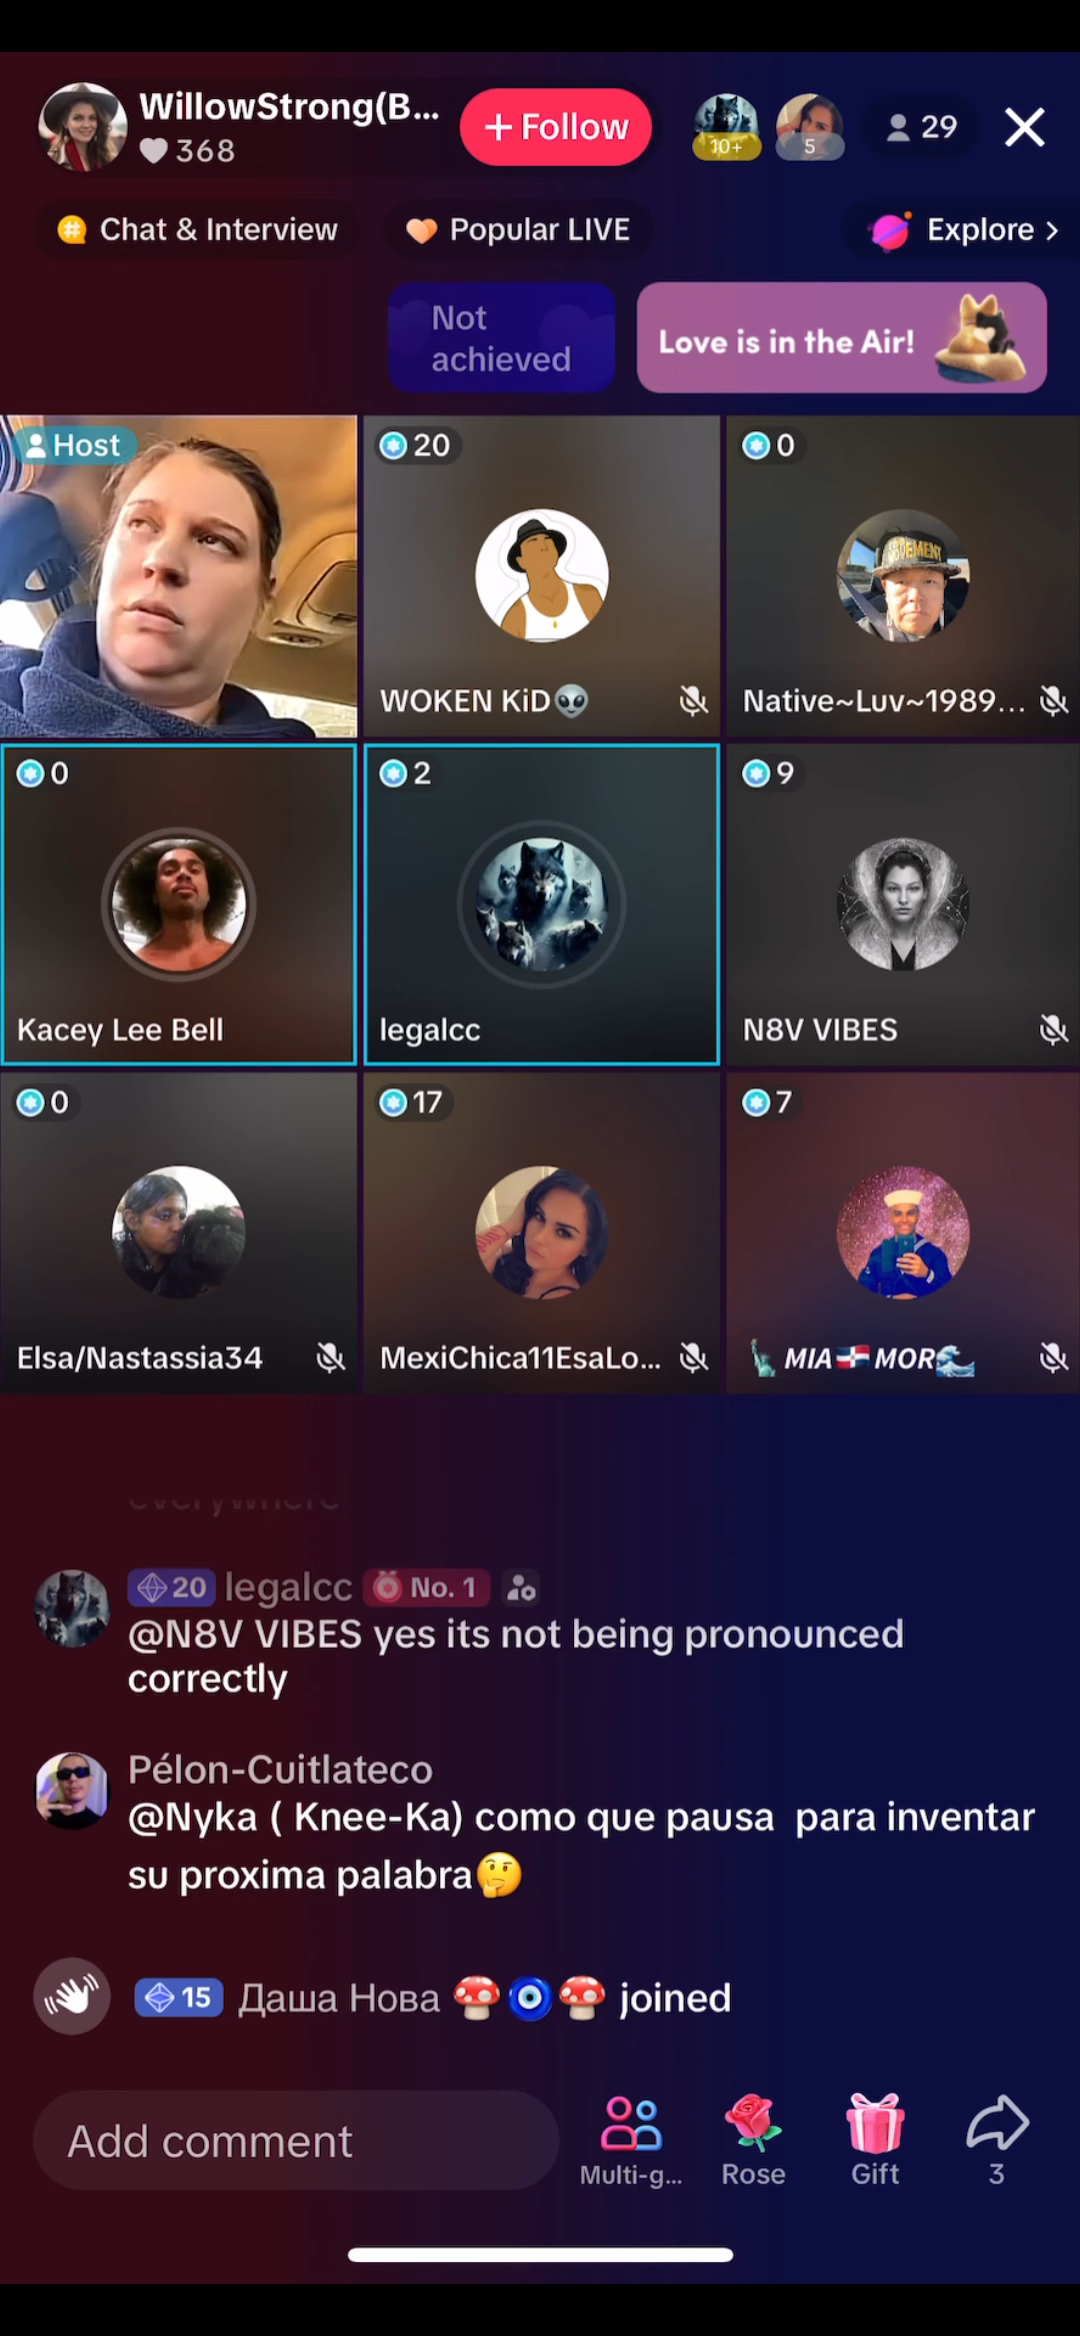 WillowStrong(B...
+ Follow
368
10+
5
29
Chat & Interview
Popular LIVE
Explore >
Not
achieved
Love is in the Air!
Host
20
0
WOKEN KiD👽
Native~Luv~1989...
0
2
9
Kacey Lee Bell
legalcc
N8V VIBES
0
17
7
Elsa/Nastassia34
MexiChica11EsaLo...
🗽 MIA🇩🇴MOR🌊
everywhere
20 legalcc No. 1
@N8V VIBES yes its not being pronounced
correctly
Pélon-Cuitlateco
@Nyka ( Knee-Ka) como que pausa  para inventar
su proxima palabra🤔
15 Даша Нова 🍄🧿🍄 joined
Add comment
Multi-g...
Rose
Gift
3